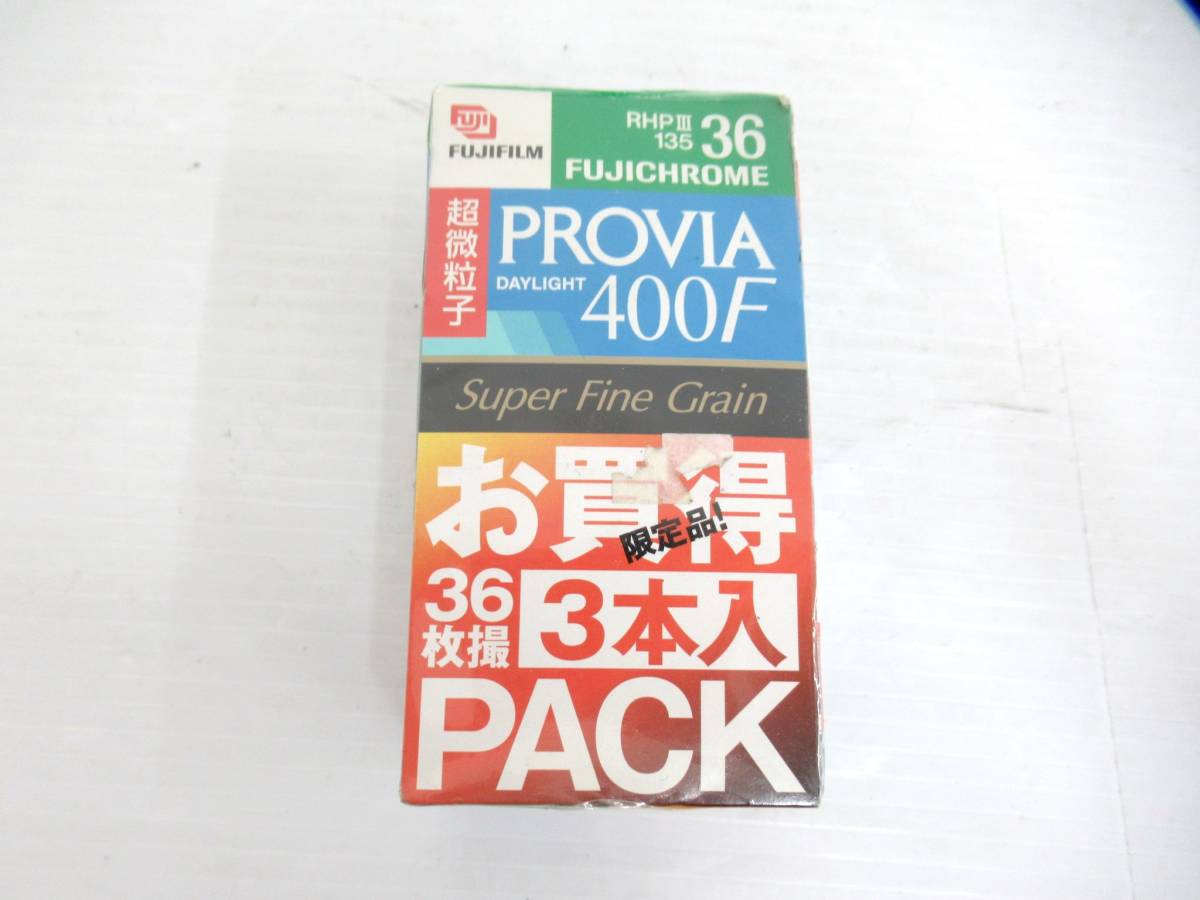 FUJI
FUJIFILM
RHPⅢ
135
36
FUJICHROME
超微粒子
PROVIA
DAYLIGHT
400F
Super Fine Grain
お買得
限定品!
36
枚撮
3本入
PACK